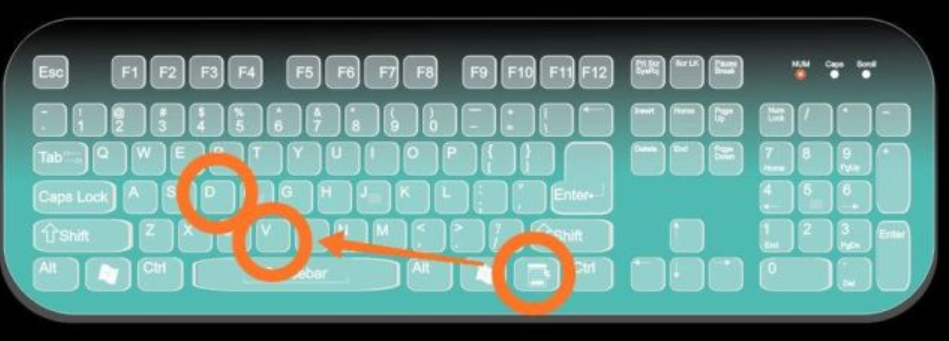 Esc F1 F2 F3 F4 F5 F6 F7 F8 F9 F10 F11 F12 Prt Scr SysRq Scr LK Pause Break NUM Caps Scroll
~ ! 1 @ 2 # 3 $ 4 % 5 ^ 6 & 7 * 8 ( 9 ) 0 Insert Home Page Up Num Lock / * -
Tab Q W E R T Y U I O P { [ } ] Delete End Page Down 7 Home 8 9 PgUp +
Caps Lock A S D G H J K L : ; Enter 4 5 6
Shift Z X V N M < , > . ? / Shift 1 End 2 3 PgDn Enter
Alt Ctrl bar Alt Ctrl 0 . Del